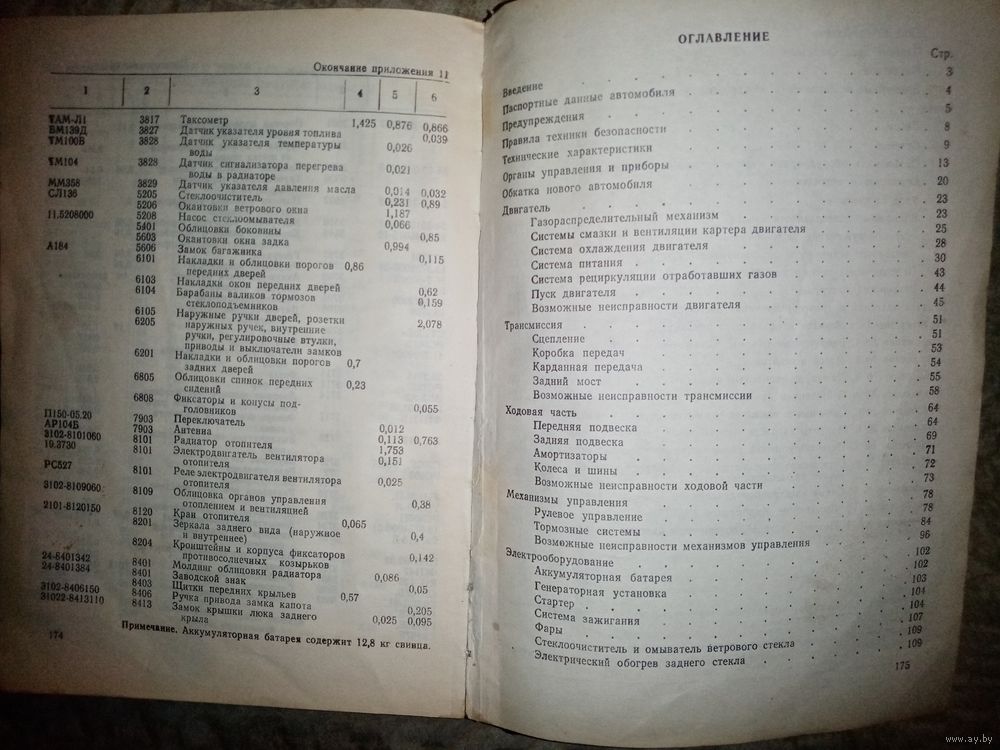 Окончание приложения 11
1 2 3 4 5 6
ТАМ-Л1 3817 Таксометр 1,425 0,876 0,866
БМ139Д 3827 Датчик указателя уровня топлива 0,039
ТМ100В 3828 Датчик указателя температуры 0,026
воды
ТМ104 3828 Датчик сигнализатора перегрева 0,021
воды в радиаторе
ММ358 3829 Датчик указателя давления масла 0,914 0,032
СЛ136 5205 Стеклоочиститель 0,231 0,89
5206 Окантовки ветрового окна 1,187
11.5208000 5208 Насос стеклоомывателя 0,066
5401 Облицовки боковины
5603 Окантовки окна задка 0,85
А184 5606 Замок багажника 0,994
6101 Накладки и облицовки порогов 0,86 0,115
передних дверей
6103 Накладки окон передних дверей
6104 Барабаны валиков тормозов 0,62
стеклоподъемников 0,159
6105 Наружные ручки дверей, розетки
6205 наружных ручек, внутренние 2,078
ручки, регулировочные втулки,
приводы и выключатели замков
6201 Накладки и облицовки порогов 0,7
задних дверей
6805 Облицовки спинок передних 0,23
сидений
6808 Фиксаторы и конусы под-
головников 0,055
П150-05.20 7903 Переключатель
АР104Б 7903 Антенна 0,012
3102-8101060 8101 Радиатор отопителя 0,113 0,763
19.3730 8101 Электродвигатель вентилятора 1,753
отопителя 0,151
РС527 8101 Реле электродвигателя вентилятора
отопителя 0,025
3102-8109060 8109 Облицовка органов управления
отоплением и вентиляцией 0,38
2101-8120150 8120 Кран отопителя 0,065
8201 Зеркала заднего вида (наружное
и внутреннее) 0,4
8204 Кронштейны и корпуса фиксаторов
противосолнечных козырьков 0,142
24-8401342 8401 Молдинг облицовки радиатора
24-8401384 8401 Заводской знак 0,086
8403 Щитки передних крыльев 0,57 0,05
3102-8406150 8406 Ручка привода замка капота
31022-8413110 8413 Замок крышки люка заднего 0,205
крыла 0,025 0,095
Примечание. Аккумуляторная батарея содержит 12,8 кг свинца.
174
ОГЛАВЛЕНИЕ
Стр.
Введение 3
Паспортные данные автомобиля 4
Предупреждения 5
Правила техники безопасности 8
Технические характеристики 9
Органы управления и приборы 13
Обкатка нового автомобиля 20
Двигатель 23
Газораспределительный механизм 23
Системы смазки и вентиляции картера двигателя 25
Система охлаждения двигателя 28
Система питания 30
Система рециркуляции отработавших газов 43
Пуск двигателя 44
Возможные неисправности двигателя 45
Трансмиссия 51
Сцепление 51
Коробка передач 53
Карданная передача 54
Задний мост 55
Возможные неисправности трансмиссии 58
Ходовая часть 64
Передняя подвеска 64
Задняя подвеска 69
Амортизаторы 71
Колеса и шины 72
Возможные неисправности ходовой части 73
Механизмы управления 78
Рулевое управление 78
Тормозные системы 84
Возможные неисправности механизмов управления 96
Электрооборудование 102
Аккумуляторная батарея 102
Генераторная установка 103
Стартер 104
Система зажигания 104
Фары 107
Стеклоочиститель и омыватель ветрового стекла 109
Электрический обогрев заднего стекла 109
175
www.ay.by